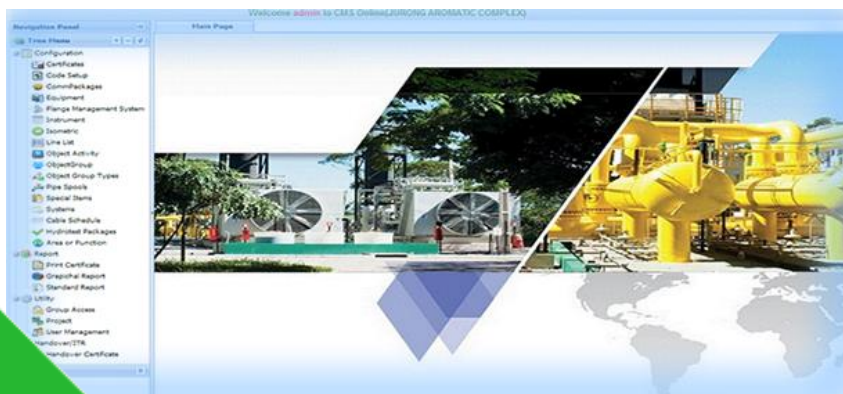 Welcome admin to CMS Online(JURONG AROMATIC COMPLEX)
Navigation Panel
Main Page
Tree Menu
Configuration
Certificates
Code Setup
CommPackages
Equipment
Flange Management System
Instrument
Isometric
Line List
Object Activity
ObjectGroup
Object Group Types
Pipe Spools
Special Items
Systems
Cable Schedule
Hydrotest Packages
Area or Function
Report
Print Certificate
Grapichal Report
Standard Report
Utility
Group Access
Project
User Management
Handover/ITR
Handover Certificate